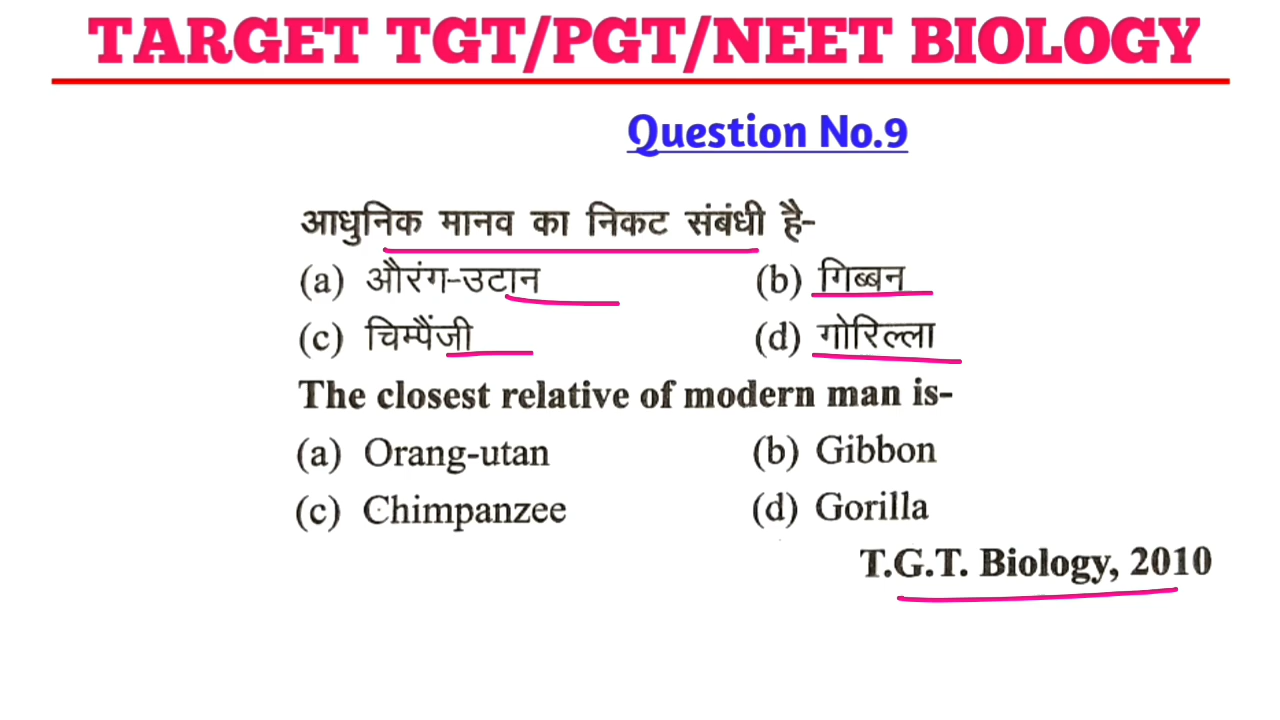 TARGET TGT/PGT/NEET BIOLOGY
Question No.9
आधुनिक मानव का निकट संबंधी है-
(a) औरंग-उटान (b) गिब्बन
(c) चिम्पैंजी (d) गोरिल्ला
The closest relative of modern man is-
(a) Orang-utan (b) Gibbon
(c) Chimpanzee (d) Gorilla
T.G.T. Biology, 2010